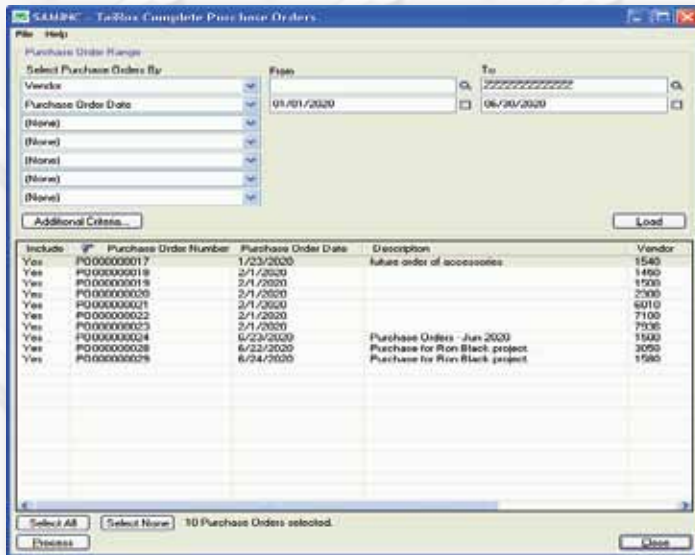 SAMINC - TaiRox Complete Purchase Orders
File Help
Purchase Order Range
Select Purchase Orders By From To
Vendor ZZZZZZZZZZZZ
Purchase Order Date 01/01/2020 06/30/2020
(None)
(None)
(None)
(None)
(None)
Additional Criteria... Load
Include Purchase Order Number Purchase Order Date Description Vendor
Yes PO000000017 1/23/2020 future order of accessories 1540
Yes PO000000018 2/1/2020 1460
Yes PO000000019 2/1/2020 1500
Yes PO000000020 2/1/2020 2300
Yes PO000000021 2/1/2020 6010
Yes PO000000022 2/1/2020 7100
Yes PO000000023 2/1/2020 7936
Yes PO000000024 6/23/2020 Purchase Orders - Jun 2020 1500
Yes PO000000028 6/22/2020 Purchase for Ron Black project 3050
Yes PO000000029 6/24/2020 Purchase for Ron Black project 1580
Select All Select None 10 Purchase Orders selected.
Process Close